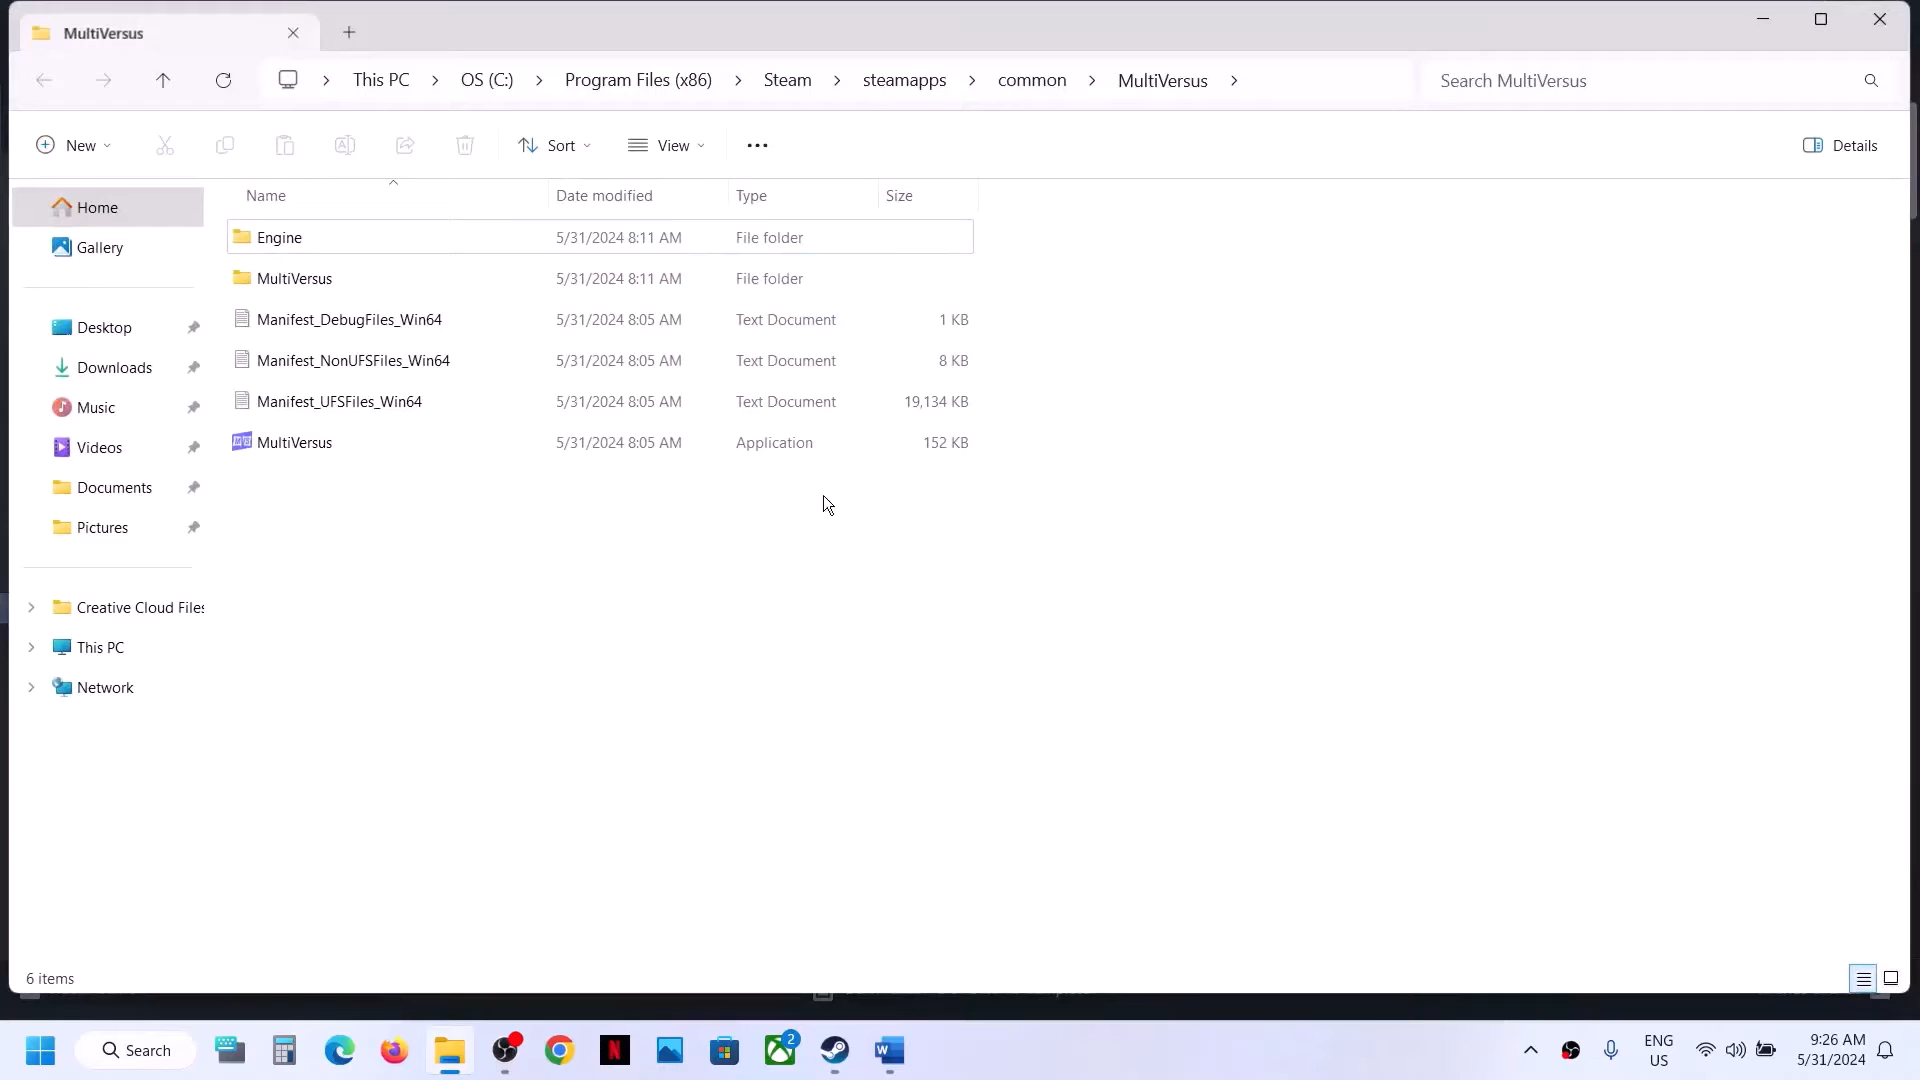 MultiVersus
This PC
OS (C:)
Program Files (x86)
Steam
steamapps
common
MultiVersus
Search MultiVersus
New
Sort
View
Details
Name
Date modified
Type
Size
Home
Gallery
Desktop
Downloads
Music
Videos
Documents
Pictures
Creative Cloud Files
This PC
Network
Engine 5/31/2024 8:11 AM File folder
MultiVersus 5/31/2024 8:11 AM File folder
Manifest_DebugFiles_Win64 5/31/2024 8:05 AM Text Document 1 KB
Manifest_NonUFSFiles_Win64 5/31/2024 8:05 AM Text Document 8 KB
Manifest_UFSFiles_Win64 5/31/2024 8:05 AM Text Document 19,134 KB
MultiVersus 5/31/2024 8:05 AM Application 152 KB
6 items
Search
2
ENG
US
9:26 AM
5/31/2024